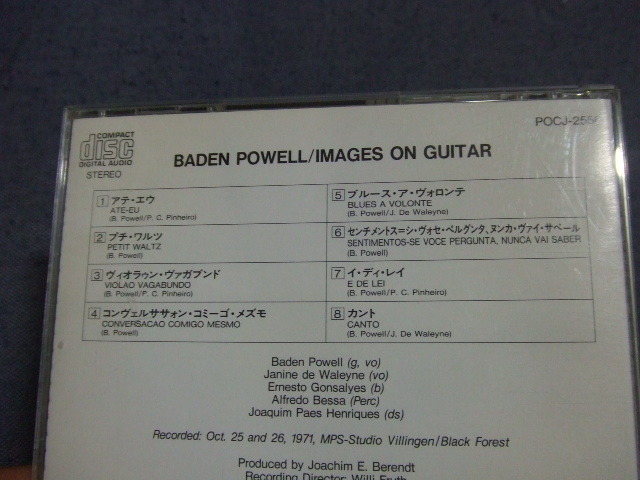 COMPACT
disc
DIGITAL AUDIO
STEREO
POCJ-255
BADEN POWELL/IMAGES ON GUITAR
1 アテ・エウ
ATE-EU
(B. Powell/P. C. Pinheiro)
2 プチ・ワルツ
PETIT WALTZ
(B. Powell)
3 ヴィオラゥン・ヴァガブンド
VIOLAO VAGABUNDO
(B. Powell/P.C. Pinheiro)
4 コンヴェルササォン・コミーゴ・メズモ
CONVERSACAO COMIGO MESMO
(B. Powell)
5 ブルース・ア・ヴォロンテ
BLUES A VOLONTE
(B. Powell/J. De Waleyne)
6 センチメントス=シ・ヴォセ・ペルグンタ、ヌンカ・ヴァイ・サベール
SENTIMENTOS-SE VOCE PERGUNTA, NUNCA VAI SABER
(B. Powell)
7 イ・ディ・レイ
E DE LEI
(B. Powell/P. C. Pinheiro)
8 カント
CANTO
(B. Powell/J. De Waleyne)
Baden Powell (g, vo)
Janine de Waleyne (vo)
Ernesto Gonsalyes (b)
Alfredo Bessa (Perc)
Joaquim Paes Henriques (ds)
Recorded: Oct. 25 and 26, 1971, MPS-Studio Villingen/Black Forest
Produced by Joachim E. Berendt
Recording Director: Willi Fruth